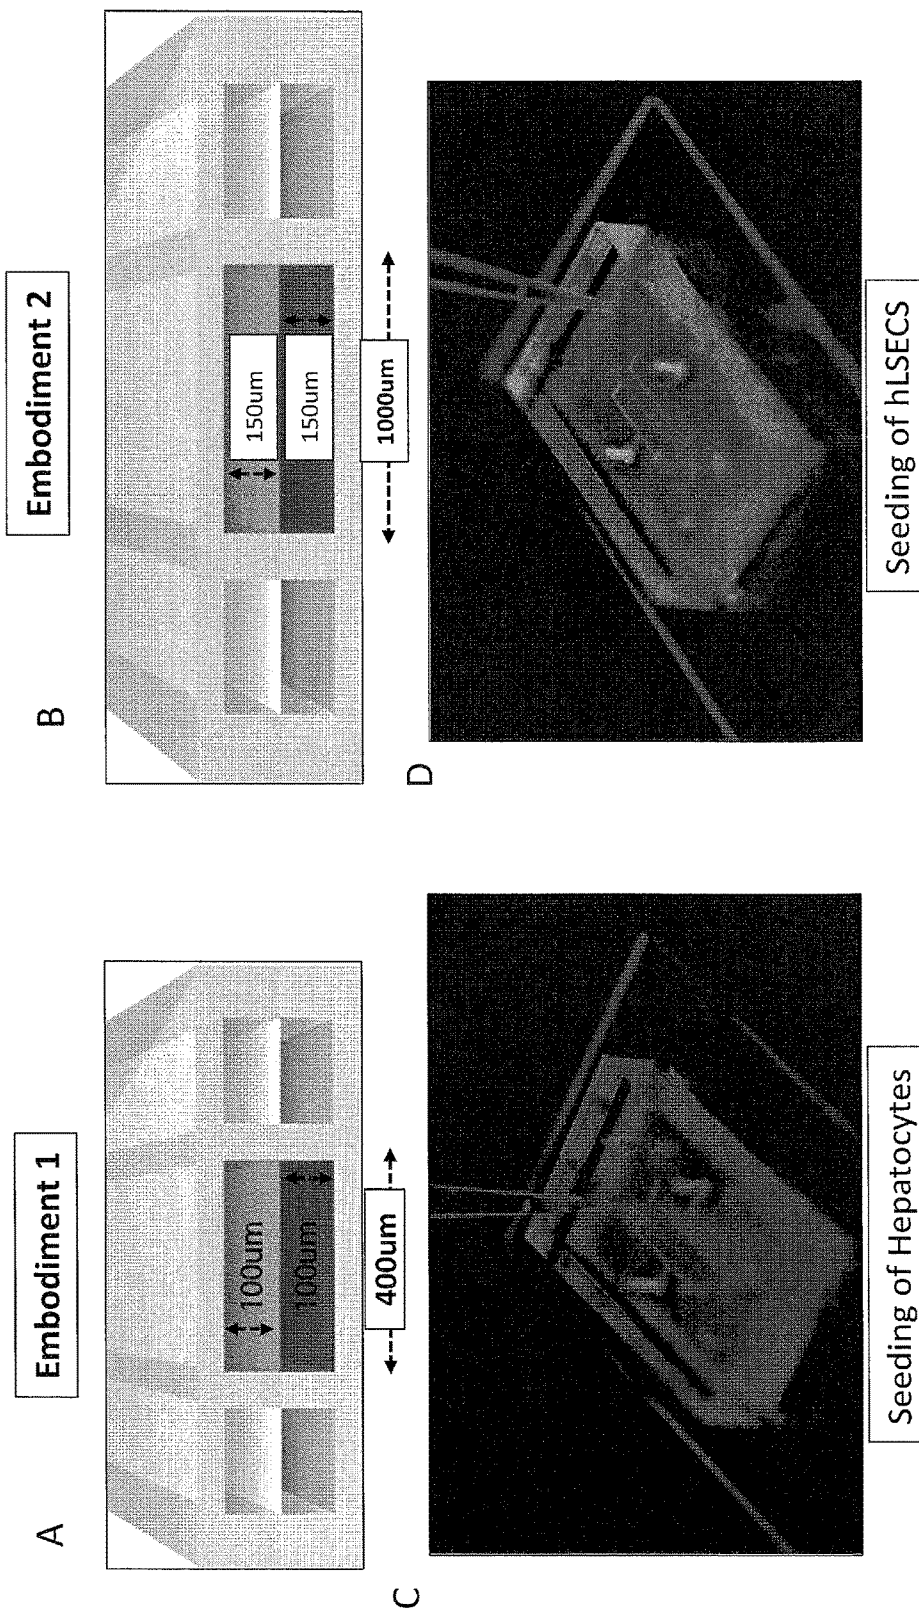 A
Embodiment 1
100um
100um
400um
B
Embodiment 2
150um
150um
1000um
C
Seeding of Hepatocytes
D
Seeding of hLSECS